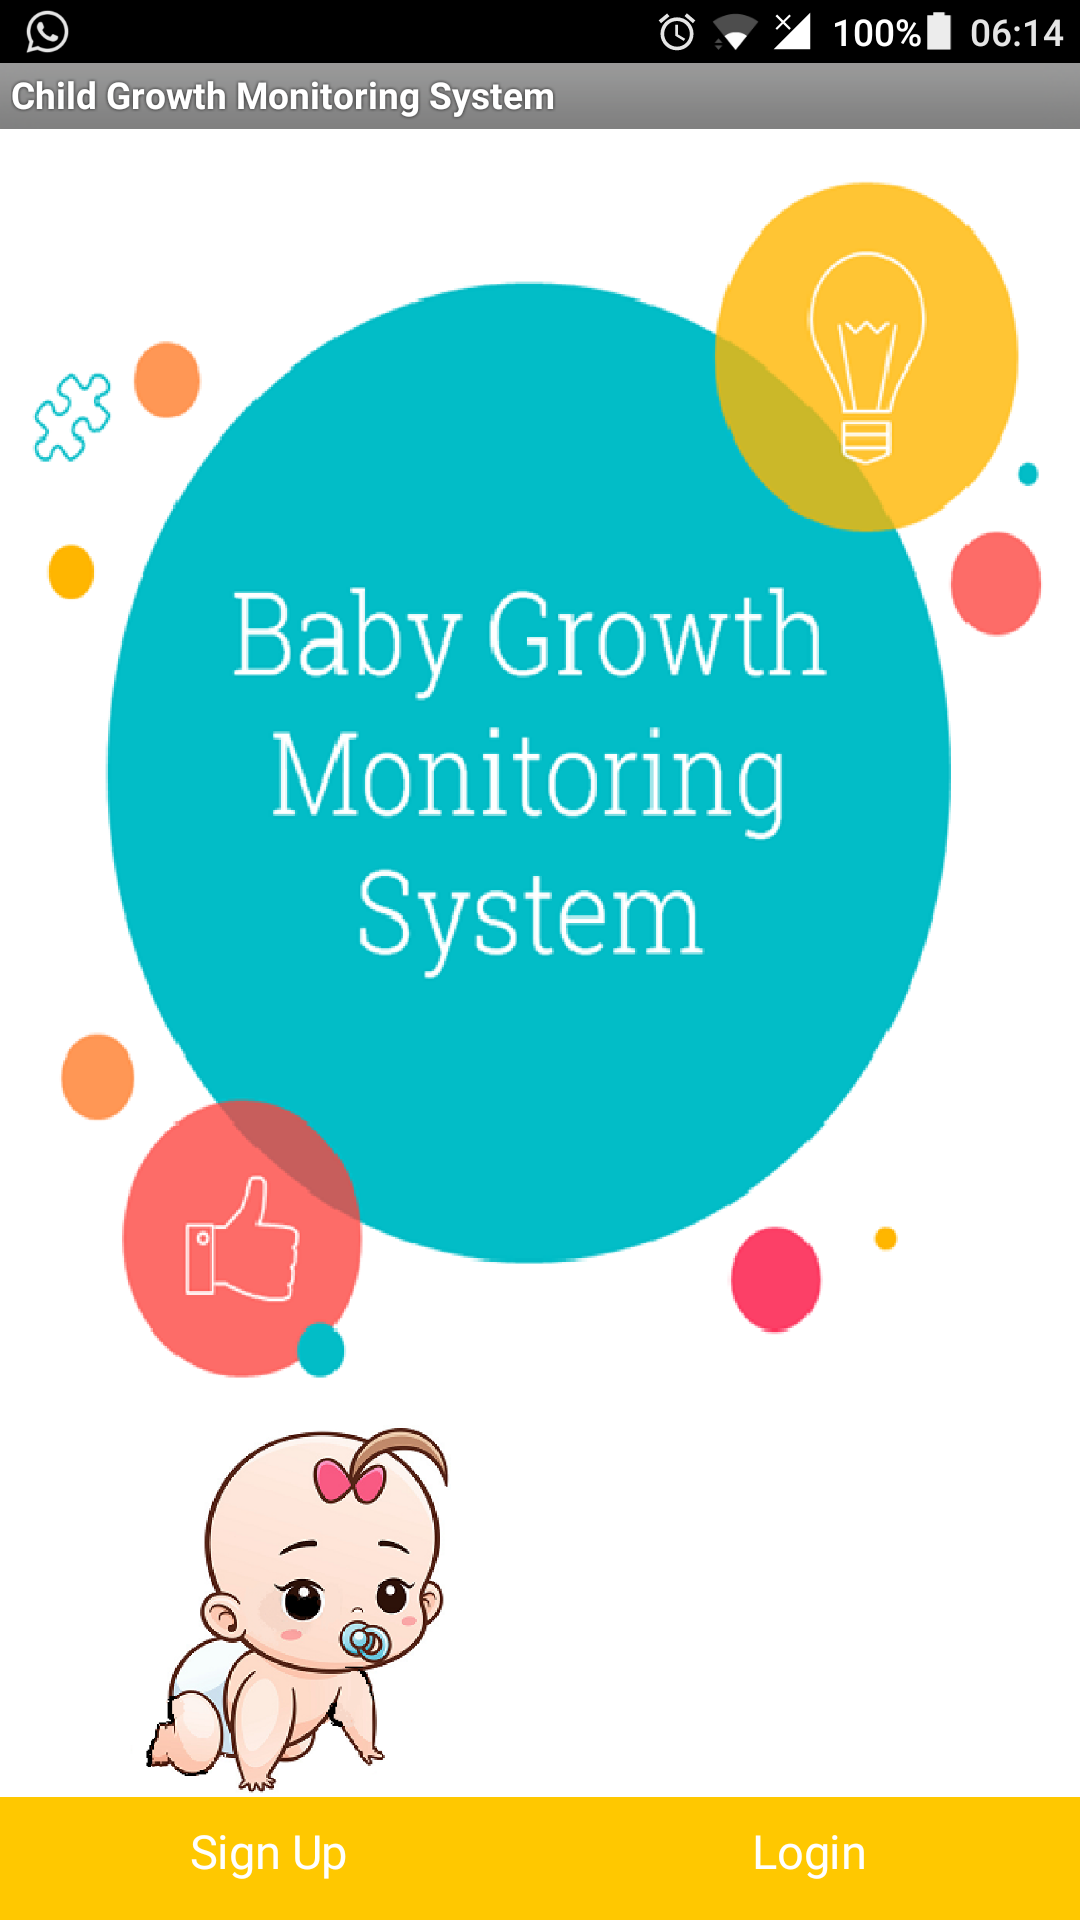 100% 06:14
Child Growth Monitoring System
Baby Growth
Monitoring
System
Sign Up Login